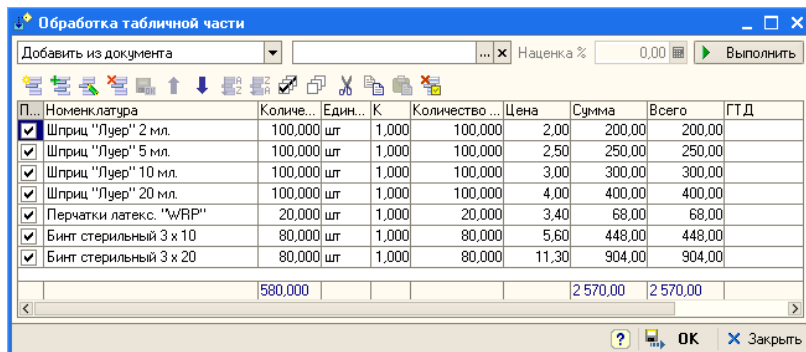 Обработка табличной части
Добавить из документа ... x Наценка % 0,00 Выполнить
П... Номенклатура Количе... Един... К Количество ... Цена Сумма Всего ГТД
Шприц "Луер" 2 мл. 100,000 шт 1,000 100,000 2,00 200,00 200,00
Шприц "Луер" 5 мл. 100,000 шт 1,000 100,000 2,50 250,00 250,00
Шприц "Луер" 10 мл. 100,000 шт 1,000 100,000 3,00 300,00 300,00
Шприц "Луер" 20 мл. 100,000 шт 1,000 100,000 4,00 400,00 400,00
Перчатки латекс. "WRP" 20,000 шт 1,000 20,000 3,40 68,00 68,00
Бинт стерильный 3 х 10 80,000 шт 1,000 80,000 5,60 448,00 448,00
Бинт стерильный 3 х 20 80,000 шт 1,000 80,000 11,30 904,00 904,00
580,000 2 570,00 2 570,00
? OK Закрыть